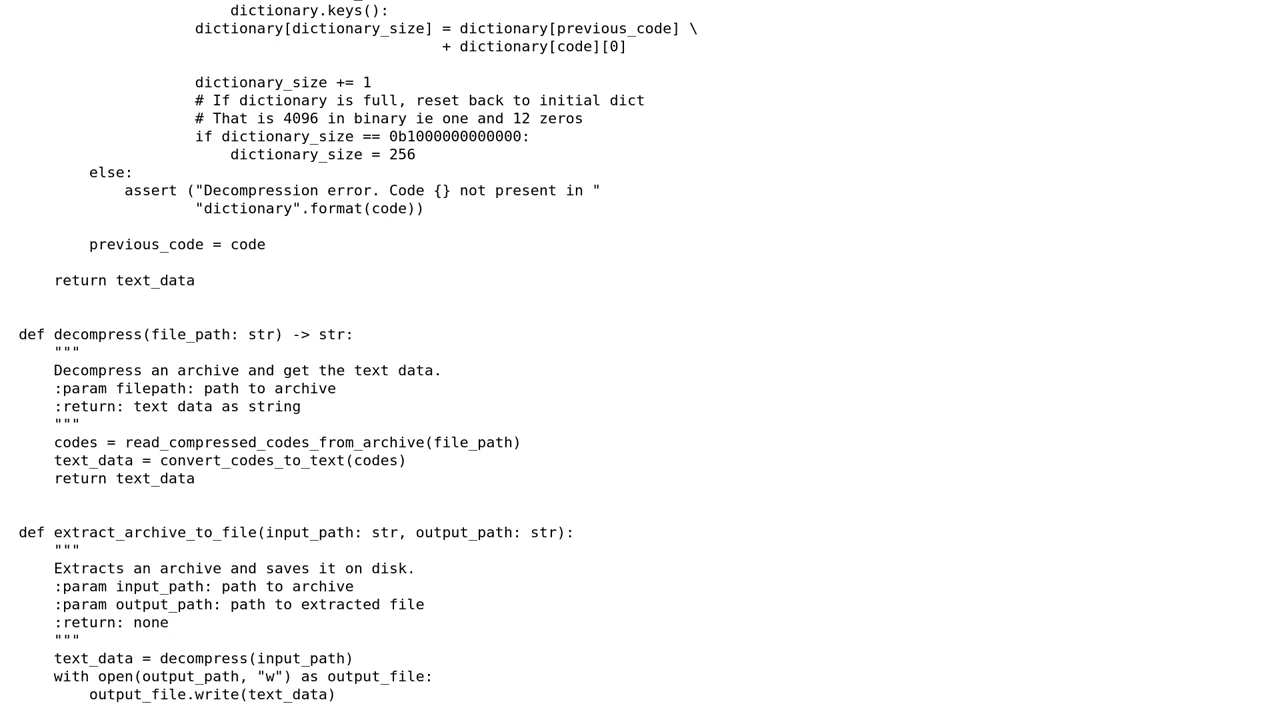 dictionary.keys():
                    dictionary[dictionary_size] = dictionary[previous_code] \
                                                + dictionary[code][0]

                    dictionary_size += 1
                    # If dictionary is full, reset back to initial dict
                    # That is 4096 in binary ie one and 12 zeros
                    if dictionary_size == 0b1000000000000:
                        dictionary_size = 256
        else:
            assert ("Decompression error. Code {} not present in "
                    "dictionary".format(code))

        previous_code = code

    return text_data


def decompress(file_path: str) -> str:
    """
    Decompress an archive and get the text data.
    :param filepath: path to archive
    :return: text data as string
    """
    codes = read_compressed_codes_from_archive(file_path)
    text_data = convert_codes_to_text(codes)
    return text_data


def extract_archive_to_file(input_path: str, output_path: str):
    """
    Extracts an archive and saves it on disk.
    :param input_path: path to archive
    :param output_path: path to extracted file
    :return: none
    """
    text_data = decompress(input_path)
    with open(output_path, "w") as output_file:
        output_file.write(text_data)